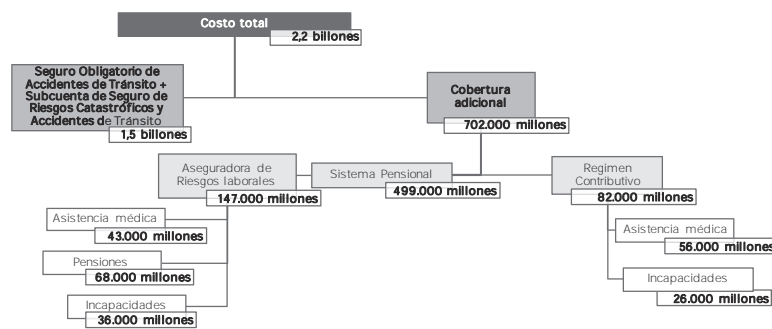 Costo total
2,2 billones
Seguro Obligatorio de
Accidentes de Tránsito +
Subcuenta de Seguro de
Riesgos Catastróficos y
Accidentes de Tránsito
1,5 billones
Cobertura
adicional
702.000 millones
Aseguradora de
Riesgos laborales
147.000 millones
Sistema Pensional
499.000 millones
Regimen
Contributivo
82.000 millones
Asistencia médica
43.000 millones
Pensiones
68.000 millones
Incapacidades
36.000 millones
Asistencia médica
56.000 millones
Incapacidades
26.000 millones